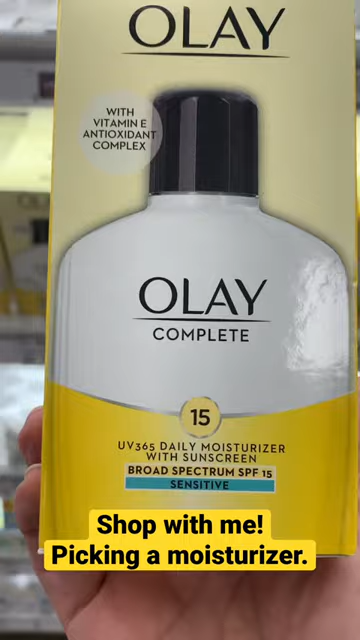 OLAY
WITH
VITAMIN E
ANTIOXIDANT
COMPLEX
OLAY
COMPLETE
15
UV365 DAILY MOISTURIZER
WITH SUNSCREEN
BROAD SPECTRUM SPF 15
SENSITIVE
Shop with me!
Picking a moisturizer.